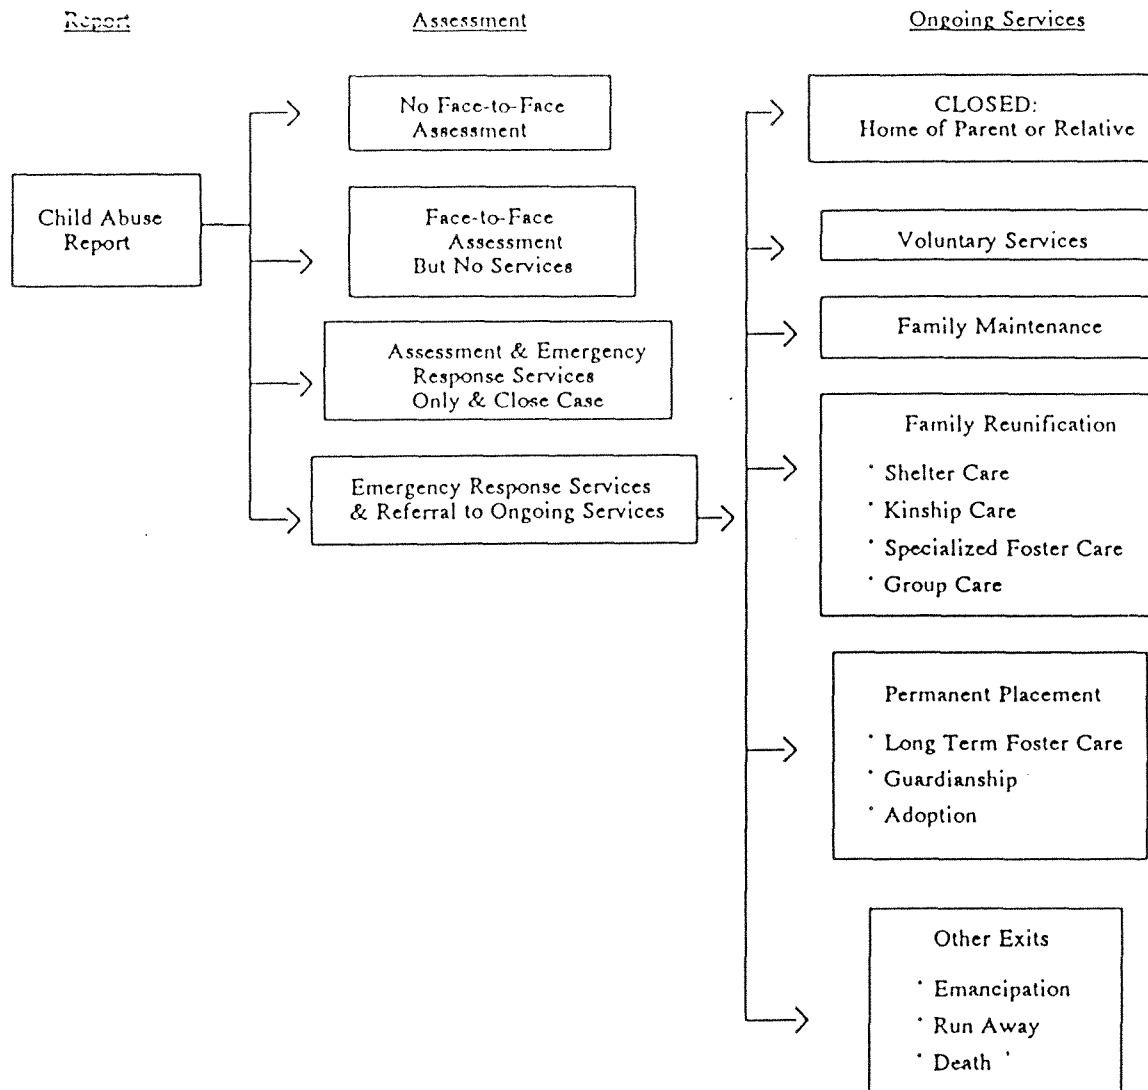 Report
Assessment
Ongoing Services
Child Abuse
Report
No Face-to-Face
Assessment
Face-to-Face
Assessment
But No Services
Assessment & Emergency
Response Services
Only & Close Case
Emergency Response Services
& Referral to Ongoing Services
CLOSED:
Home of Parent or Relative
Voluntary Services
Family Maintenance
Family Reunification
· Shelter Care
· Kinship Care
· Specialized Foster Care
· Group Care
Permanent Placement
· Long Term Foster Care
· Guardianship
· Adoption
Other Exits
· Emancipation
· Run Away
· Death